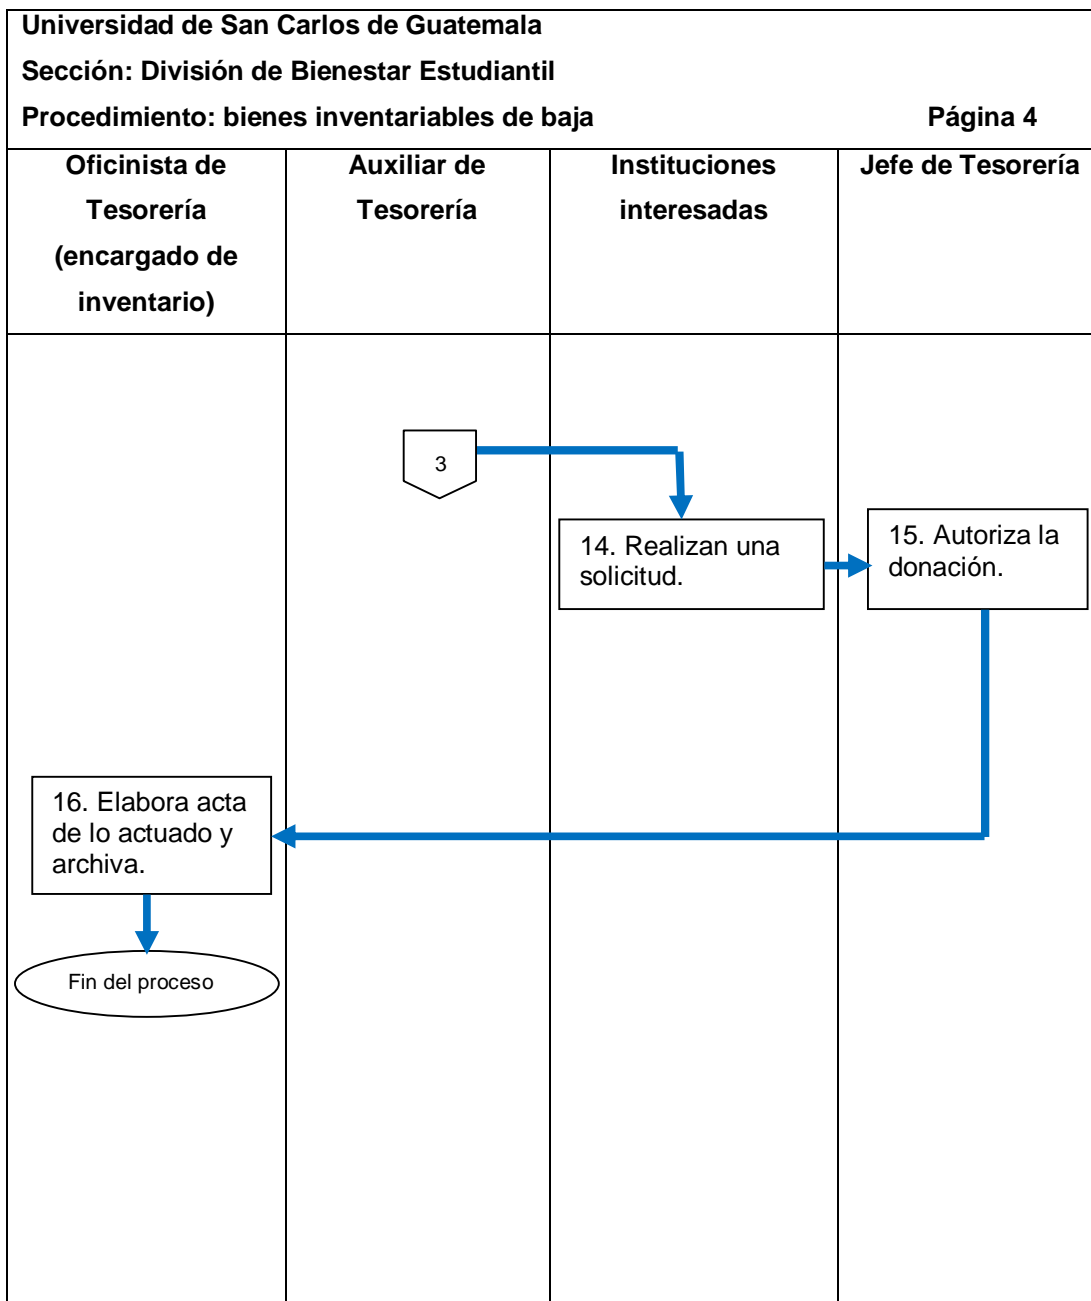 Universidad de San Carlos de Guatemala
Sección: División de Bienestar Estudiantil
Procedimiento: bienes inventariables de baja Página 4
Oficinista de
Tesorería
(encargado de
inventario)
Auxiliar de
Tesorería
Instituciones
interesadas
Jefe de Tesorería
3
14. Realizan una
solicitud.
15. Autoriza la
donación.
16. Elabora acta
de lo actuado y
archiva.
Fin del proceso